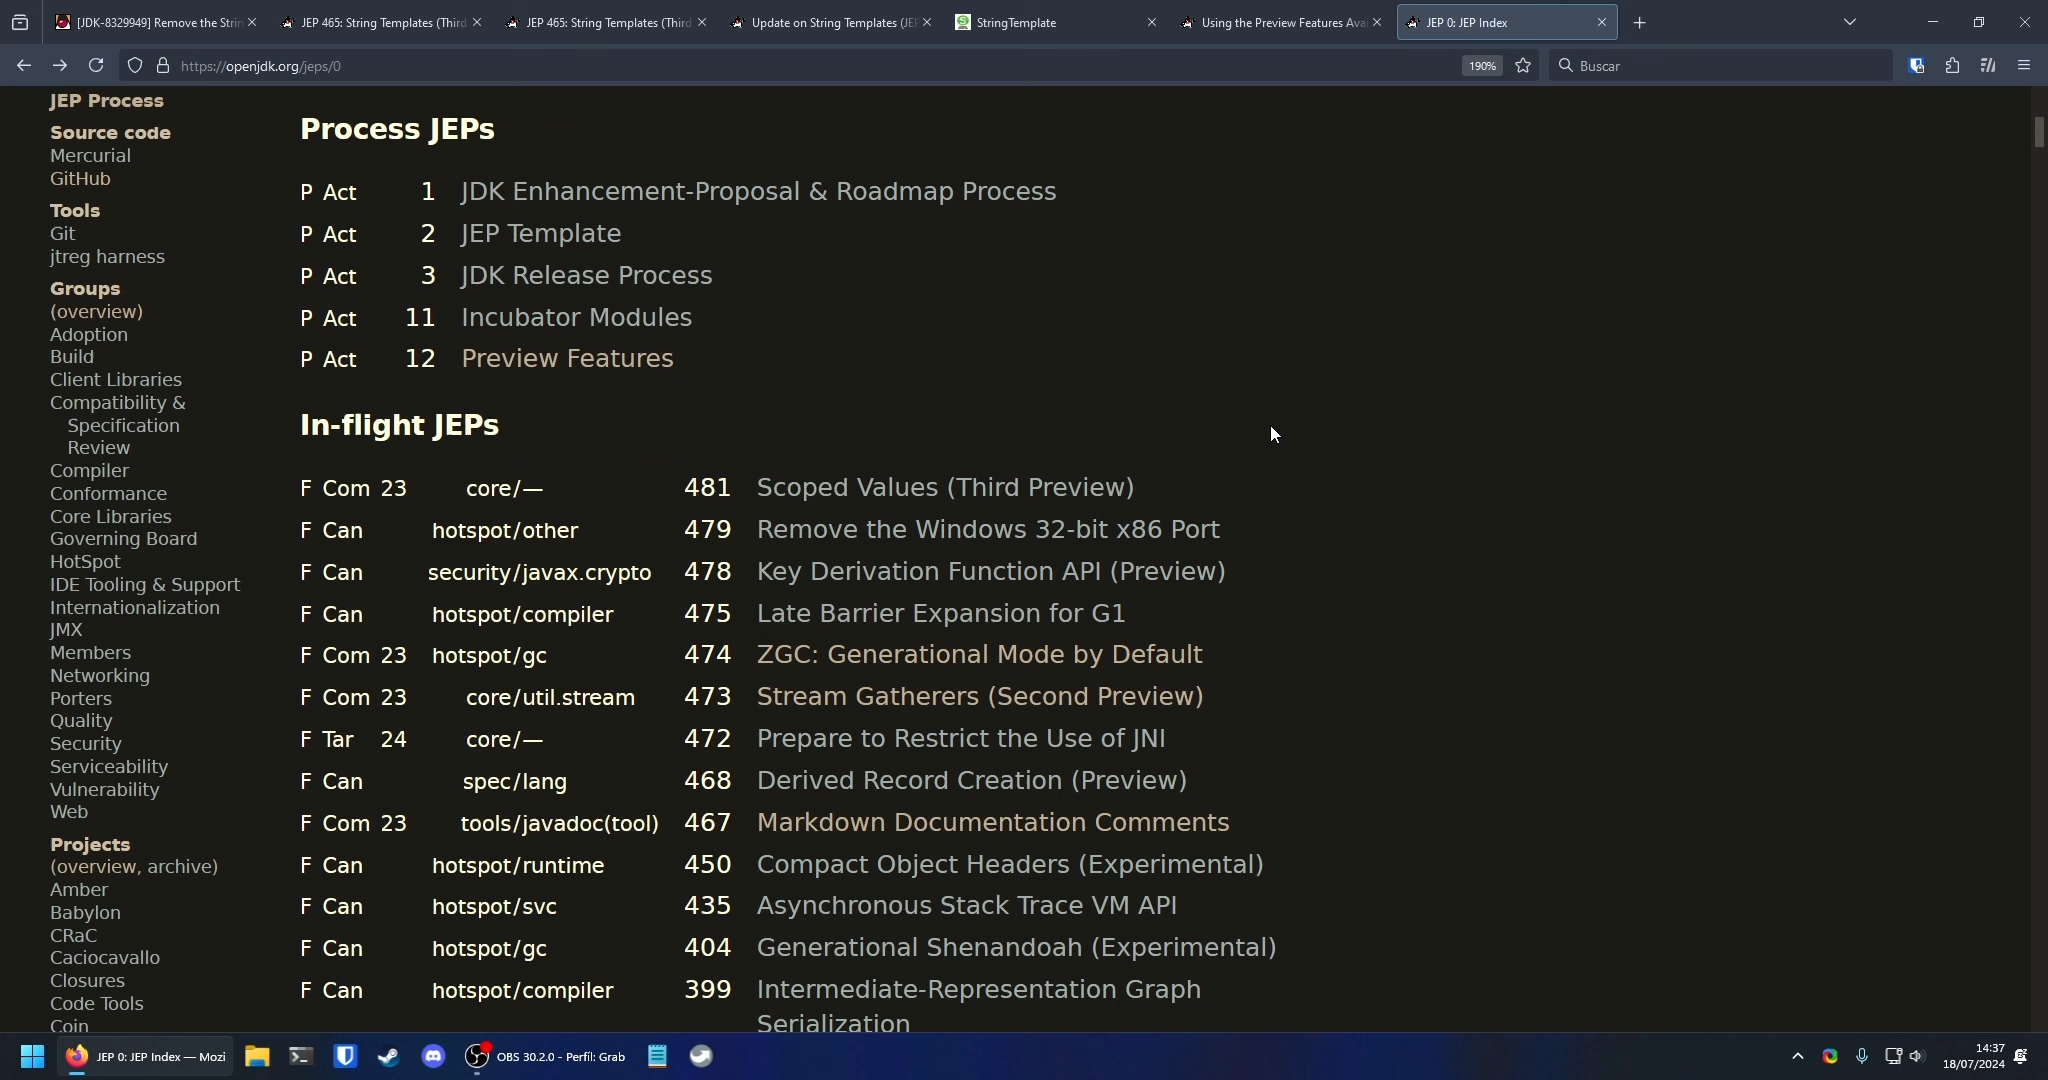 [JDK-8329949] Remove the Strin
JEP 465: String Templates (Third
JEP 465: String Templates (Third
Update on String Templates (JEP
StringTemplate
Using the Preview Features Ava
JEP 0: JEP Index
https://openjdk.org/jeps/0
190%
Buscar
JEP Process
Source code
Mercurial
GitHub
Tools
Git
jtreg harness
Groups
(overview)
Adoption
Build
Client Libraries
Compatibility &
Specification
Review
Compiler
Conformance
Core Libraries
Governing Board
HotSpot
IDE Tooling & Support
Internationalization
JMX
Members
Networking
Porters
Quality
Security
Serviceability
Vulnerability
Web
Projects
(overview, archive)
Amber
Babylon
CRaC
Caciocavallo
Closures
Code Tools
Coin
Process JEPs
P Act 1 JDK Enhancement-Proposal & Roadmap Process
P Act 2 JEP Template
P Act 3 JDK Release Process
P Act 11 Incubator Modules
P Act 12 Preview Features
In-flight JEPs
F Com 23 core/— 481 Scoped Values (Third Preview)
F Can hotspot/other 479 Remove the Windows 32-bit x86 Port
F Can security/javax.crypto 478 Key Derivation Function API (Preview)
F Can hotspot/compiler 475 Late Barrier Expansion for G1
F Com 23 hotspot/gc 474 ZGC: Generational Mode by Default
F Com 23 core/util.stream 473 Stream Gatherers (Second Preview)
F Tar 24 core/— 472 Prepare to Restrict the Use of JNI
F Can spec/lang 468 Derived Record Creation (Preview)
F Com 23 tools/javadoc(tool) 467 Markdown Documentation Comments
F Can hotspot/runtime 450 Compact Object Headers (Experimental)
F Can hotspot/svc 435 Asynchronous Stack Trace VM API
F Can hotspot/gc 404 Generational Shenandoah (Experimental)
F Can hotspot/compiler 399 Intermediate-Representation Graph
Serialization
JEP 0: JEP Index — Mozi
OBS 30.2.0 - Perfil: Grab
14:37
18/07/2024